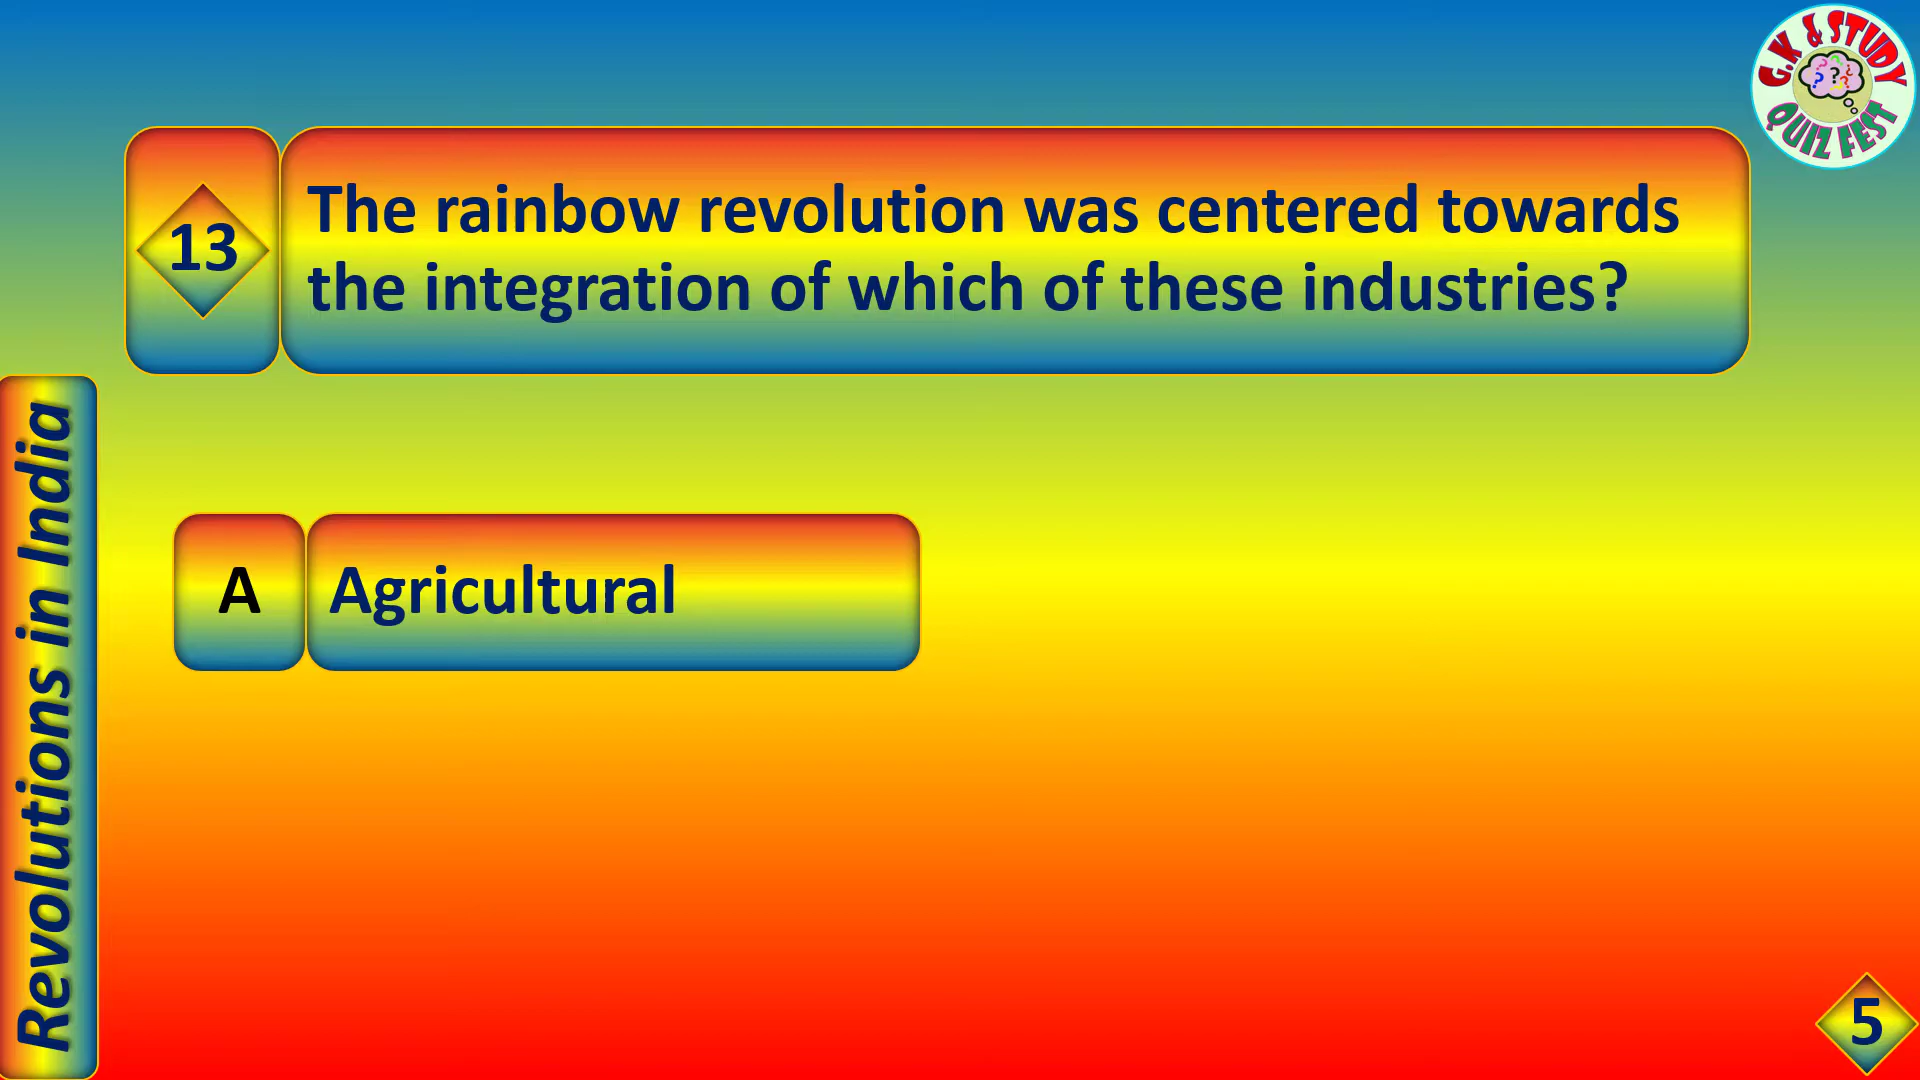 G.K & STUDY
QUIZ FEST
13
The rainbow revolution was centered towards
the integration of which of these industries?
Revolutions in India
A
Agricultural
5